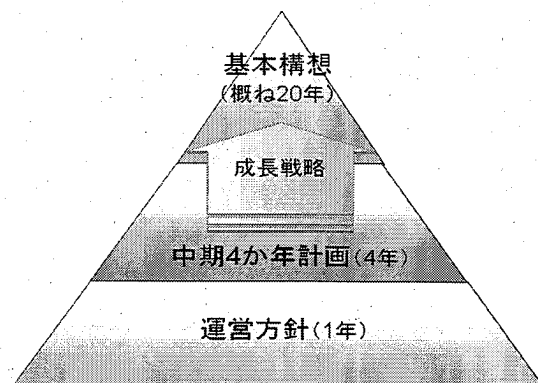 基本構想
(概ね20年)
成長戦略
中期4か年計画(4年)
運営方針(1年)